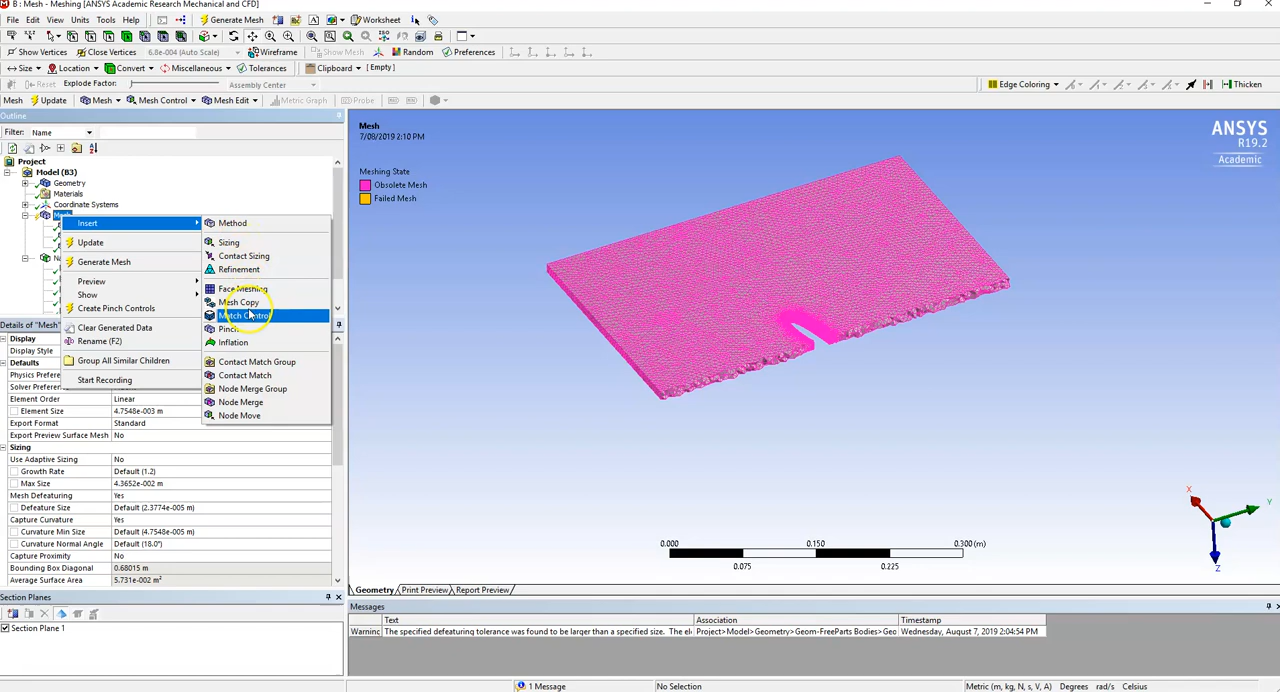 B : Mesh - Meshing [ANSYS Academic Research Mechanical and CFD]
File Edit View Units Tools Help Generate Mesh Worksheet
Show Vertices Close Vertices 6.8e-004 (Auto Scale) Wireframe Show Mesh Random Preferences
Size Location Convert Miscellaneous Tolerances Clipboard [Empty]
Reset Explode Factor: Assembly Center Edge Coloring Thicken
Mesh Update Mesh Mesh Control Mesh Edit Metric Graph Probe
Outline
Filter: Name
Project
Model (B3)
Geometry
Materials
Coordinate Systems
Insert
Update
Generate Mesh
Preview
Show
Create Pinch Controls
Clear Generated Data
Rename (F2)
Group All Similar Children
Start Recording
Method
Sizing
Contact Sizing
Refinement
Face Meshing
Mesh Copy
Match Control
Pinch
Inflation
Contact Match Group
Contact Match
Node Merge Group
Node Merge
Node Move
Details of "Mesh"
Display
Display Style
Defaults
Physics Prefe
Solver Prefere
Element Order Linear
Element Size 4.7548e-003 m
Export Format Standard
Export Preview Surface Mesh No
Sizing
Use Adaptive Sizing No
Growth Rate Default (1.2)
Max Size 4.3652e-002 m
Mesh Defeaturing Yes
Defeature Size Default (2.3774e-005 m)
Capture Curvature Yes
Curvature Min Size Default (4.7548e-005 m)
Curvature Normal Angle Default (18.0°)
Capture Proximity No
Bounding Box Diagonal 0.68015 m
Average Surface Area 5.731e-002 m²
Section Planes
Section Plane 1
Mesh
7/08/2019 2:10 PM
Meshing State
Obsolete Mesh
Failed Mesh
ANSYS
R19.2
Academic
X
Y
Z
0.000 0.150 0.300 (m)
0.075 0.225
Geometry Print Preview Report Preview
Messages
Text Association Timestamp
Warning The specified defeaturing tolerance was found to be larger than a specified size. The el Project>Model>Geometry>Geom-FreeParts Bodies>Geo Wednesday, August 7, 2019 2:04:54 PM
1 Message No Selection Metric (m, kg, N, s, V, A) Degrees rad/s Celsius